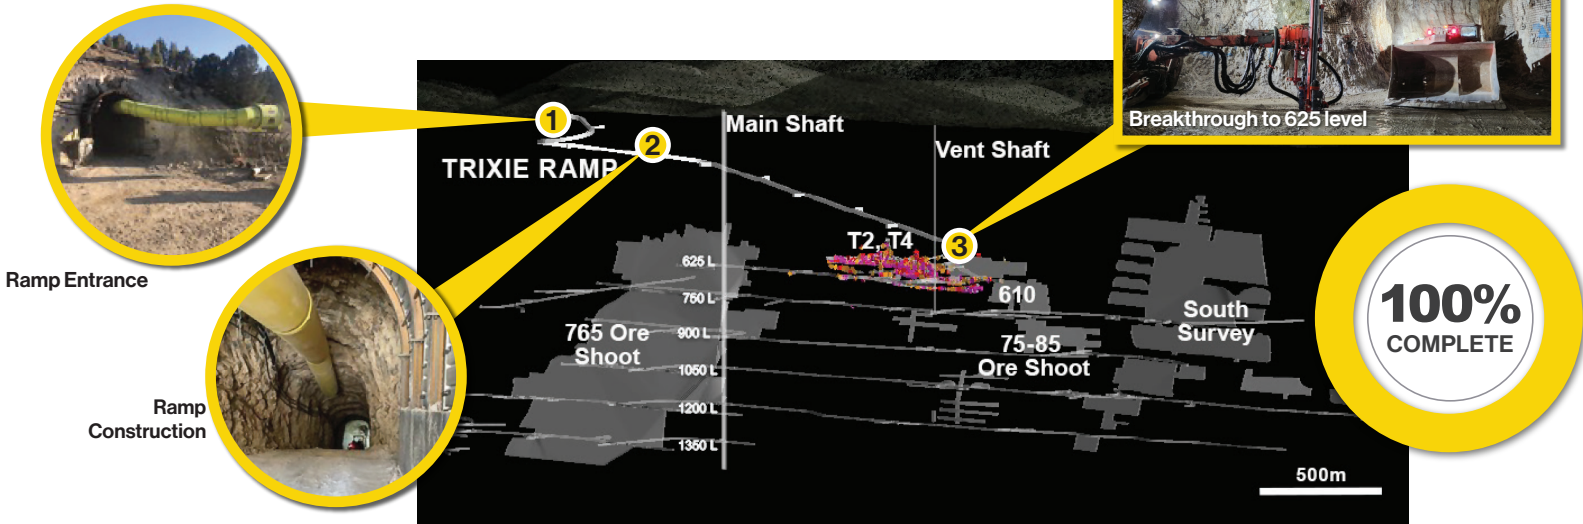 Breakthrough to 625 level
1
2
3
Main Shaft
Vent Shaft
TRIXIE RAMP
Ramp Entrance
T2, T4
625 L
750 L
610
900 L
765 Ore
Shoot
75-85
Ore Shoot
South
Survey
100%
COMPLETE
1050 L
Ramp
Construction
1200 L
1350 L
500m